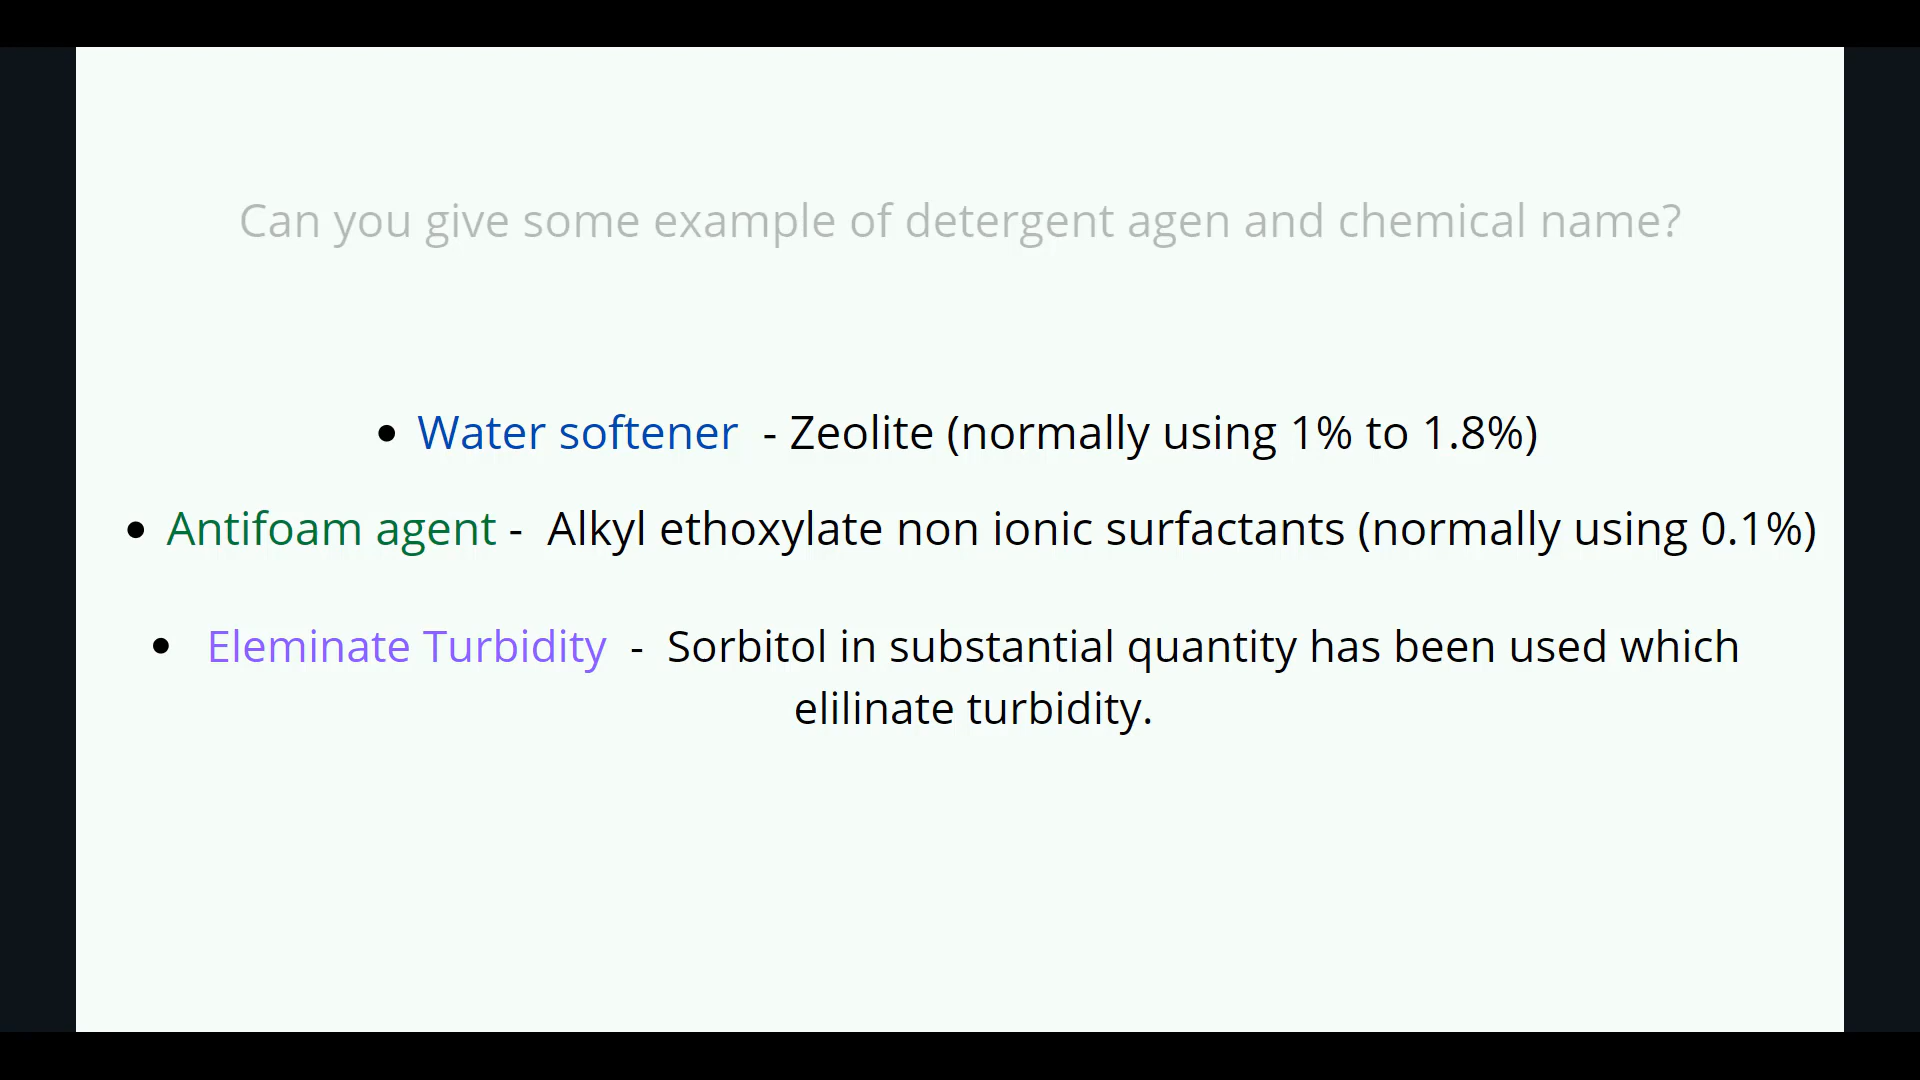 Can you give some example of detergent agen and chemical name?
• Water softener - Zeolite (normally using 1% to 1.8%)
• Antifoam agent - Alkyl ethoxylate non ionic surfactants (normally using 0.1%)
• Eleminate Turbidity - Sorbitol in substantial quantity has been used which
elilinate turbidity.